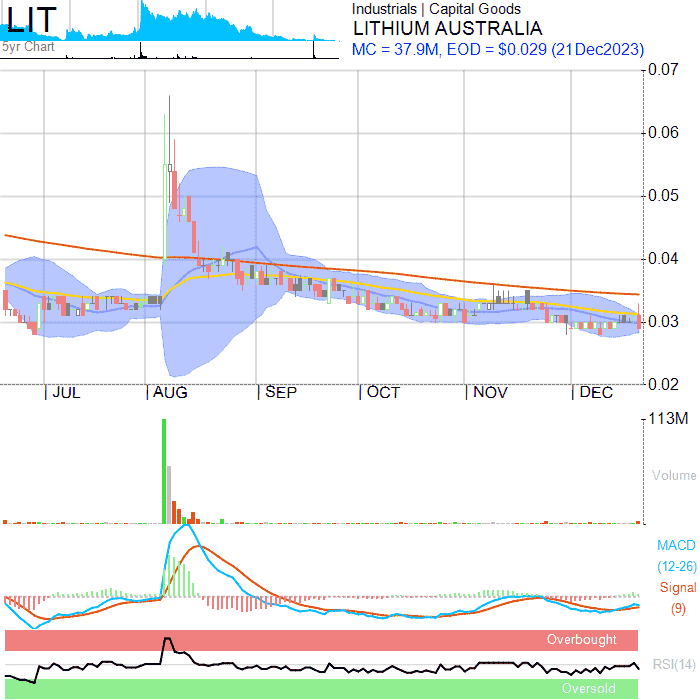 LIT
5yr Chart
Industrials | Capital Goods
LITHIUM AUSTRALIA
MC = 37.9M, EOD = $0.029 (21Dec2023)
0.07
0.06
0.05
0.04
0.03
0.02
JUL AUG SEP OCT NOV DEC
113M
Volume
MACD
(12-26)
Signal
(9)
Overbought
RSI(14)
Oversold